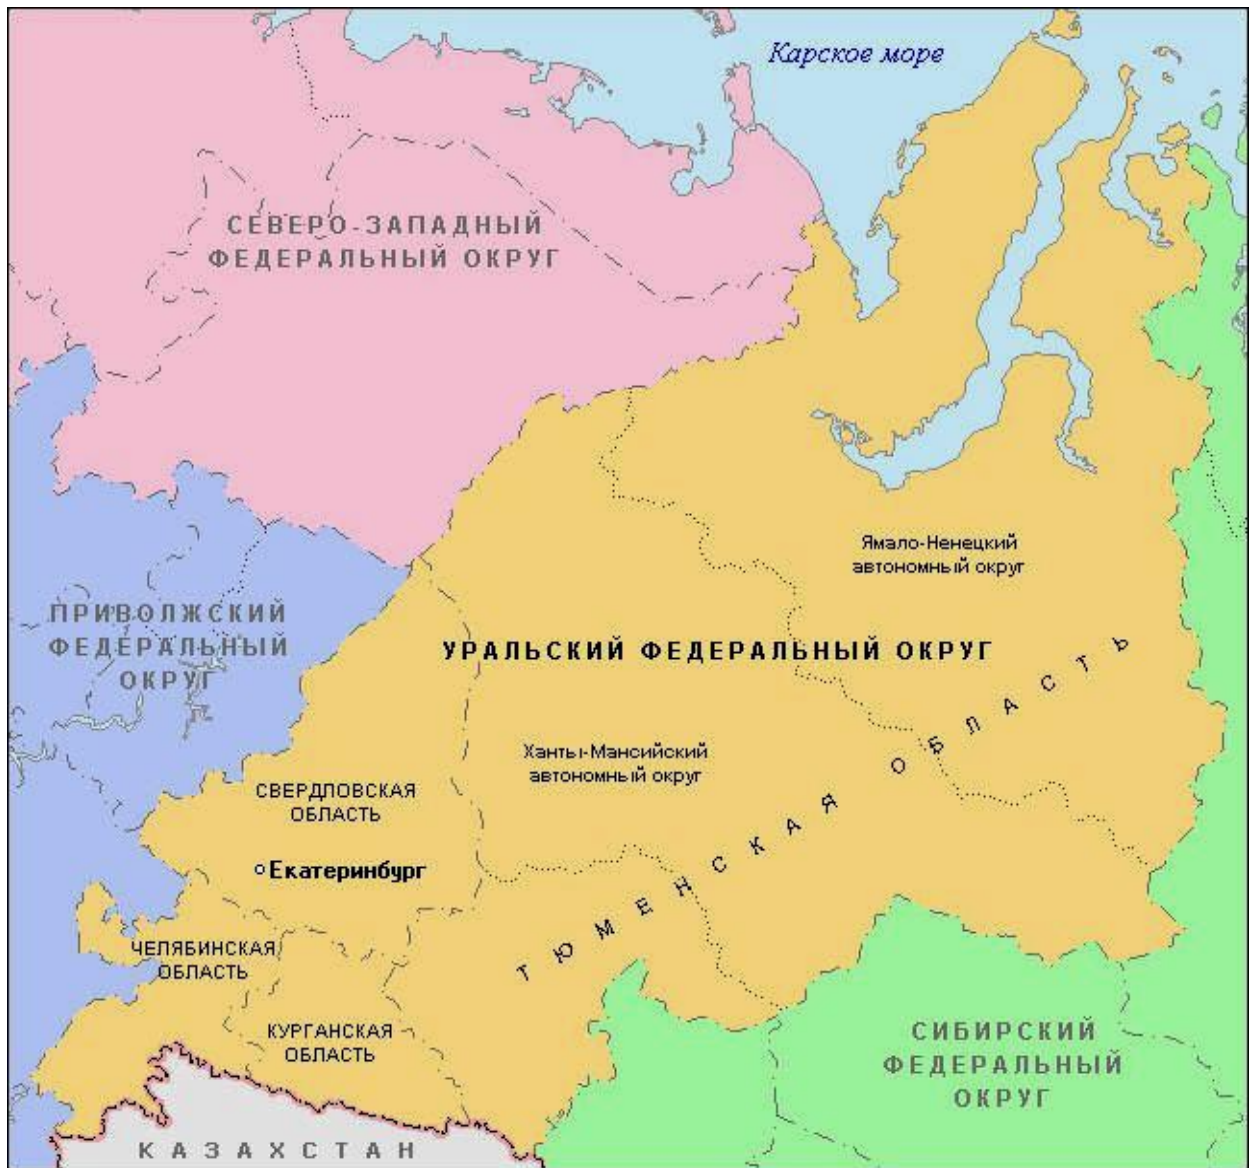 Карское море
СЕВЕРО-ЗАПАДНЫЙ
ФЕДЕРАЛЬНЫЙ ОКРУГ
Ямало-Ненецкий
автономный округ
ПРИВОЛЖСКИЙ
ФЕДЕРАЛЬНЫЙ
ОКРУГ
УРАЛЬСКИЙ ФЕДЕРАЛЬНЫЙ ОКРУГ
Ханты-Мансийский
автономный округ
ТЮМЕНСКАЯ ОБЛАСТЬ
СВЕРДЛОВСКАЯ
ОБЛАСТЬ
Екатеринбург
ЧЕЛЯБИНСКАЯ
ОБЛАСТЬ
КУРГАНСКАЯ
ОБЛАСТЬ
СИБИРСКИЙ
ФЕДЕРАЛЬНЫЙ
ОКРУГ
КАЗАХСТАН